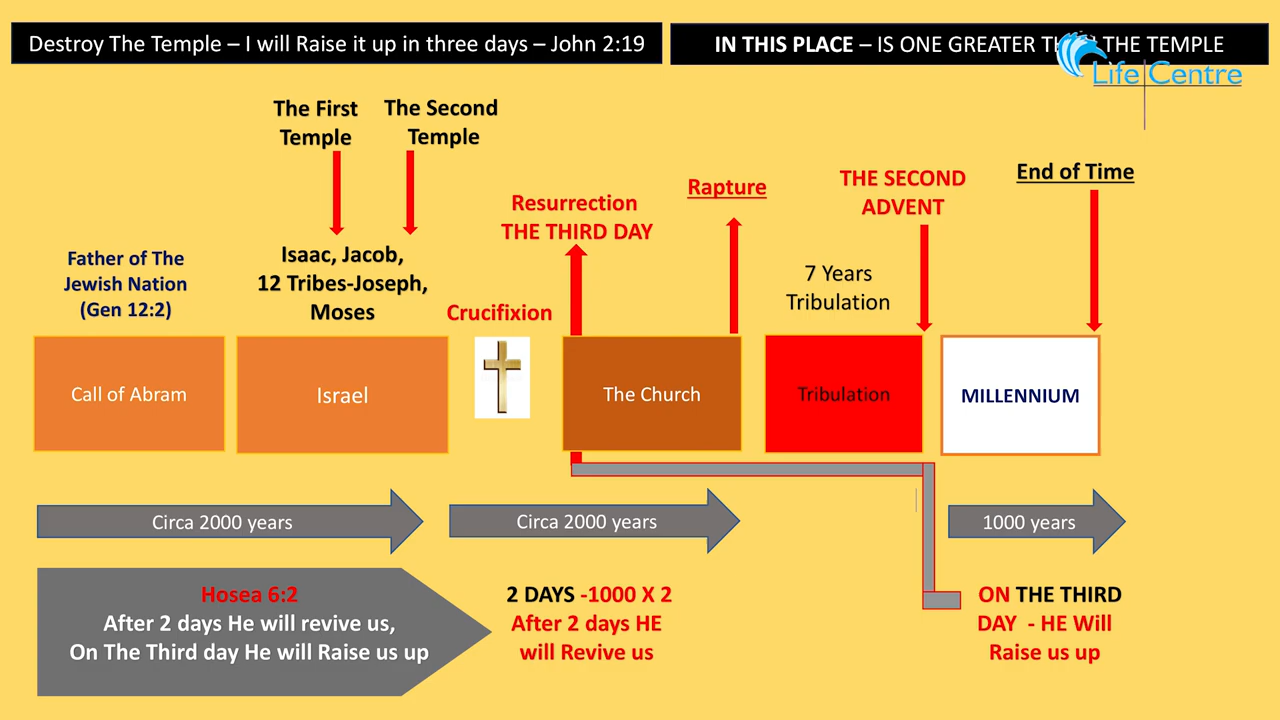 Destroy The Temple – I will Raise it up in three days – John 2:19
IN THIS PLACE – IS ONE GREATER THE TEMPLE
Life Centre
The First
Temple
The Second
Temple
Resurrection
THE THIRD DAY
Rapture
THE SECOND
ADVENT
End of Time
Father of The
Jewish Nation
(Gen 12:2)
Isaac, Jacob,
12 Tribes-Joseph,
Moses
Crucifixion
7 Years
Tribulation
Call of Abram
Israel
The Church
Tribulation
MILLENNIUM
Circa 2000 years
Circa 2000 years
1000 years
Hosea 6:2
After 2 days He will revive us,
On The Third day He will Raise us up
2 DAYS -1000 X 2
After 2 days HE
will Revive us
ON THE THIRD
DAY - HE Will
Raise us up